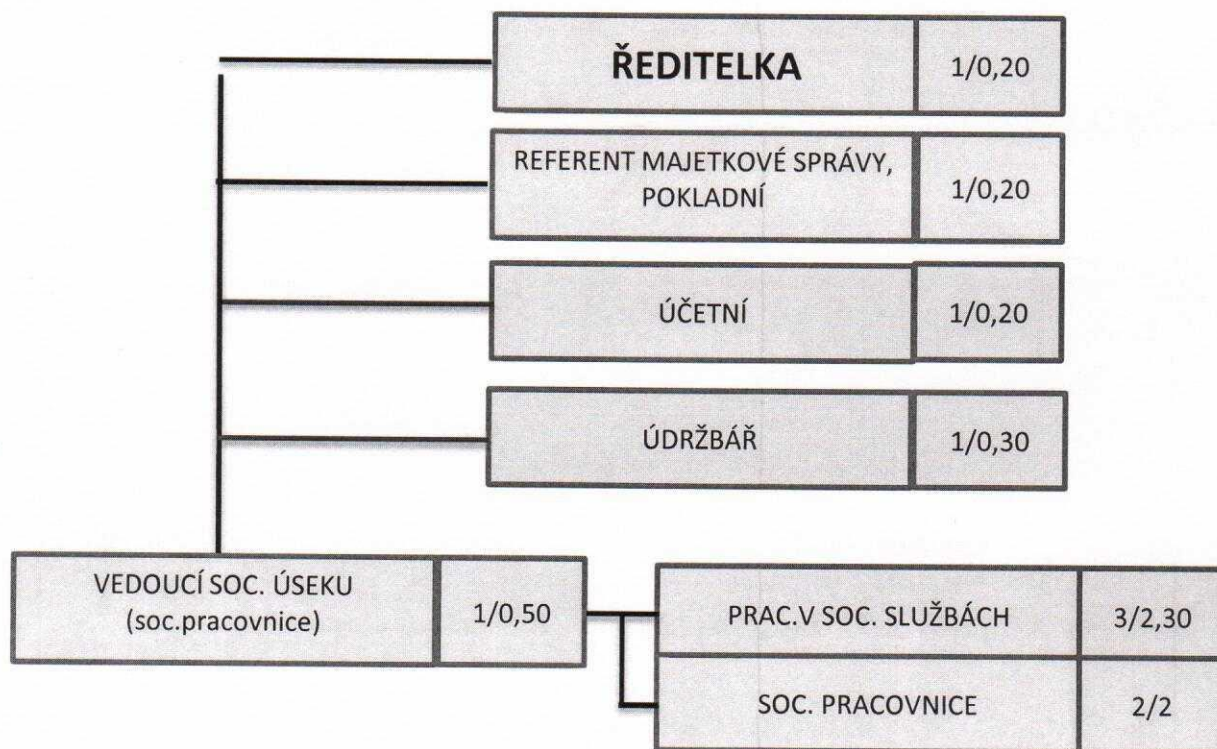 ŘEDITELKA 1/0,20
REFERENT MAJETKOVÉ SPRÁVY,
POKLADNÍ 1/0,20
ÚČETNÍ 1/0,20
ÚDRŽBÁŘ 1/0,30
VEDOUCÍ SOC. ÚSEKU
(soc.pracovnice) 1/0,50
PRAC.V SOC. SLUŽBÁCH 3/2,30
SOC. PRACOVNICE 2/2